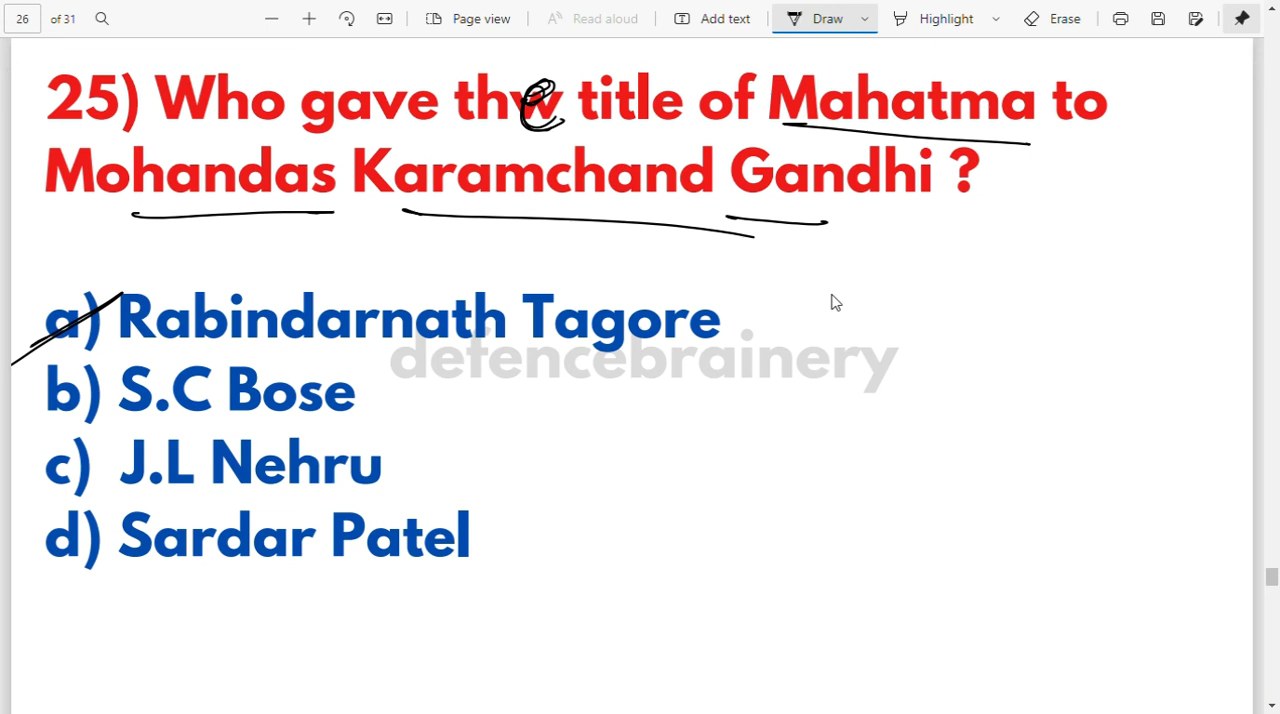 26 of 31 Page view Read aloud Add text Draw Highlight Erase
25) Who gave thw title of Mahatma to
e
Mohandas Karamchand Gandhi ?
a) Rabindarnath Tagore
defencebrainery
b) S.C Bose
c) J.L Nehru
d) Sardar Patel